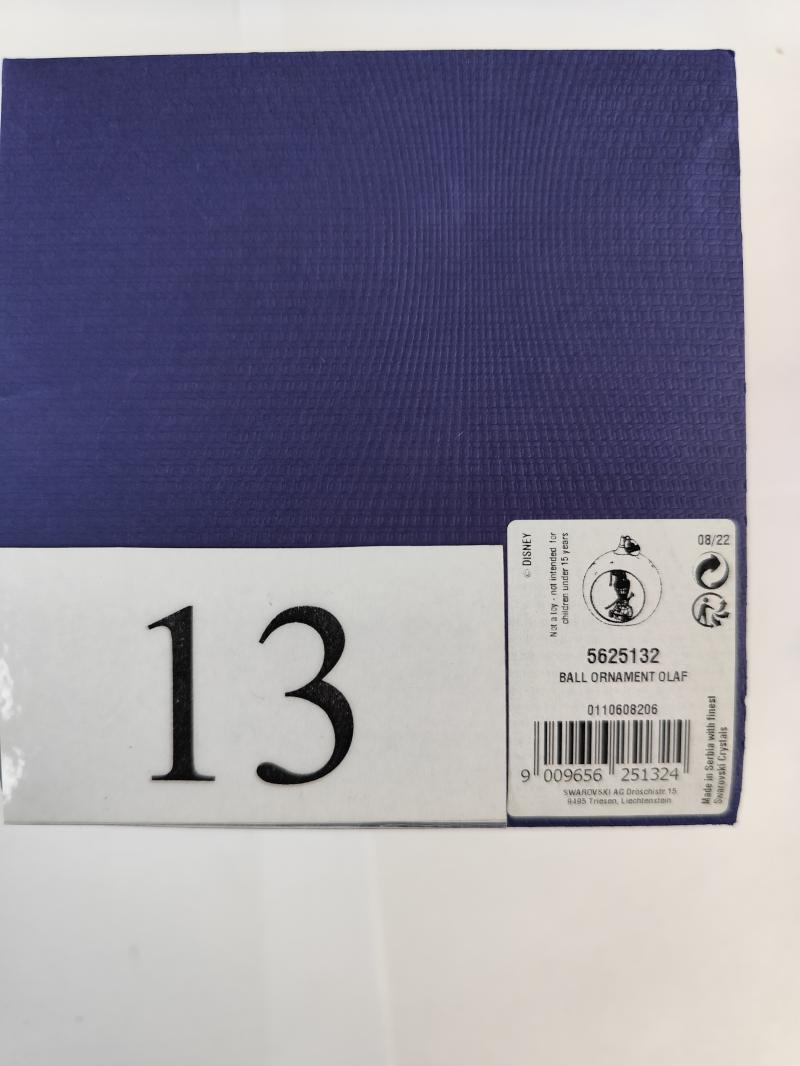 13
© DISNEY
Not a toy - not intended for
children under 15 years
08/22
5625132
BALL ORNAMENT OLAF
0110608206
9 009656 251324
SWAROVSKI AG Dröschistr. 15
9495 Triesen, Liechtenstein
Made in Serbia with finest
Swarovski Crystals